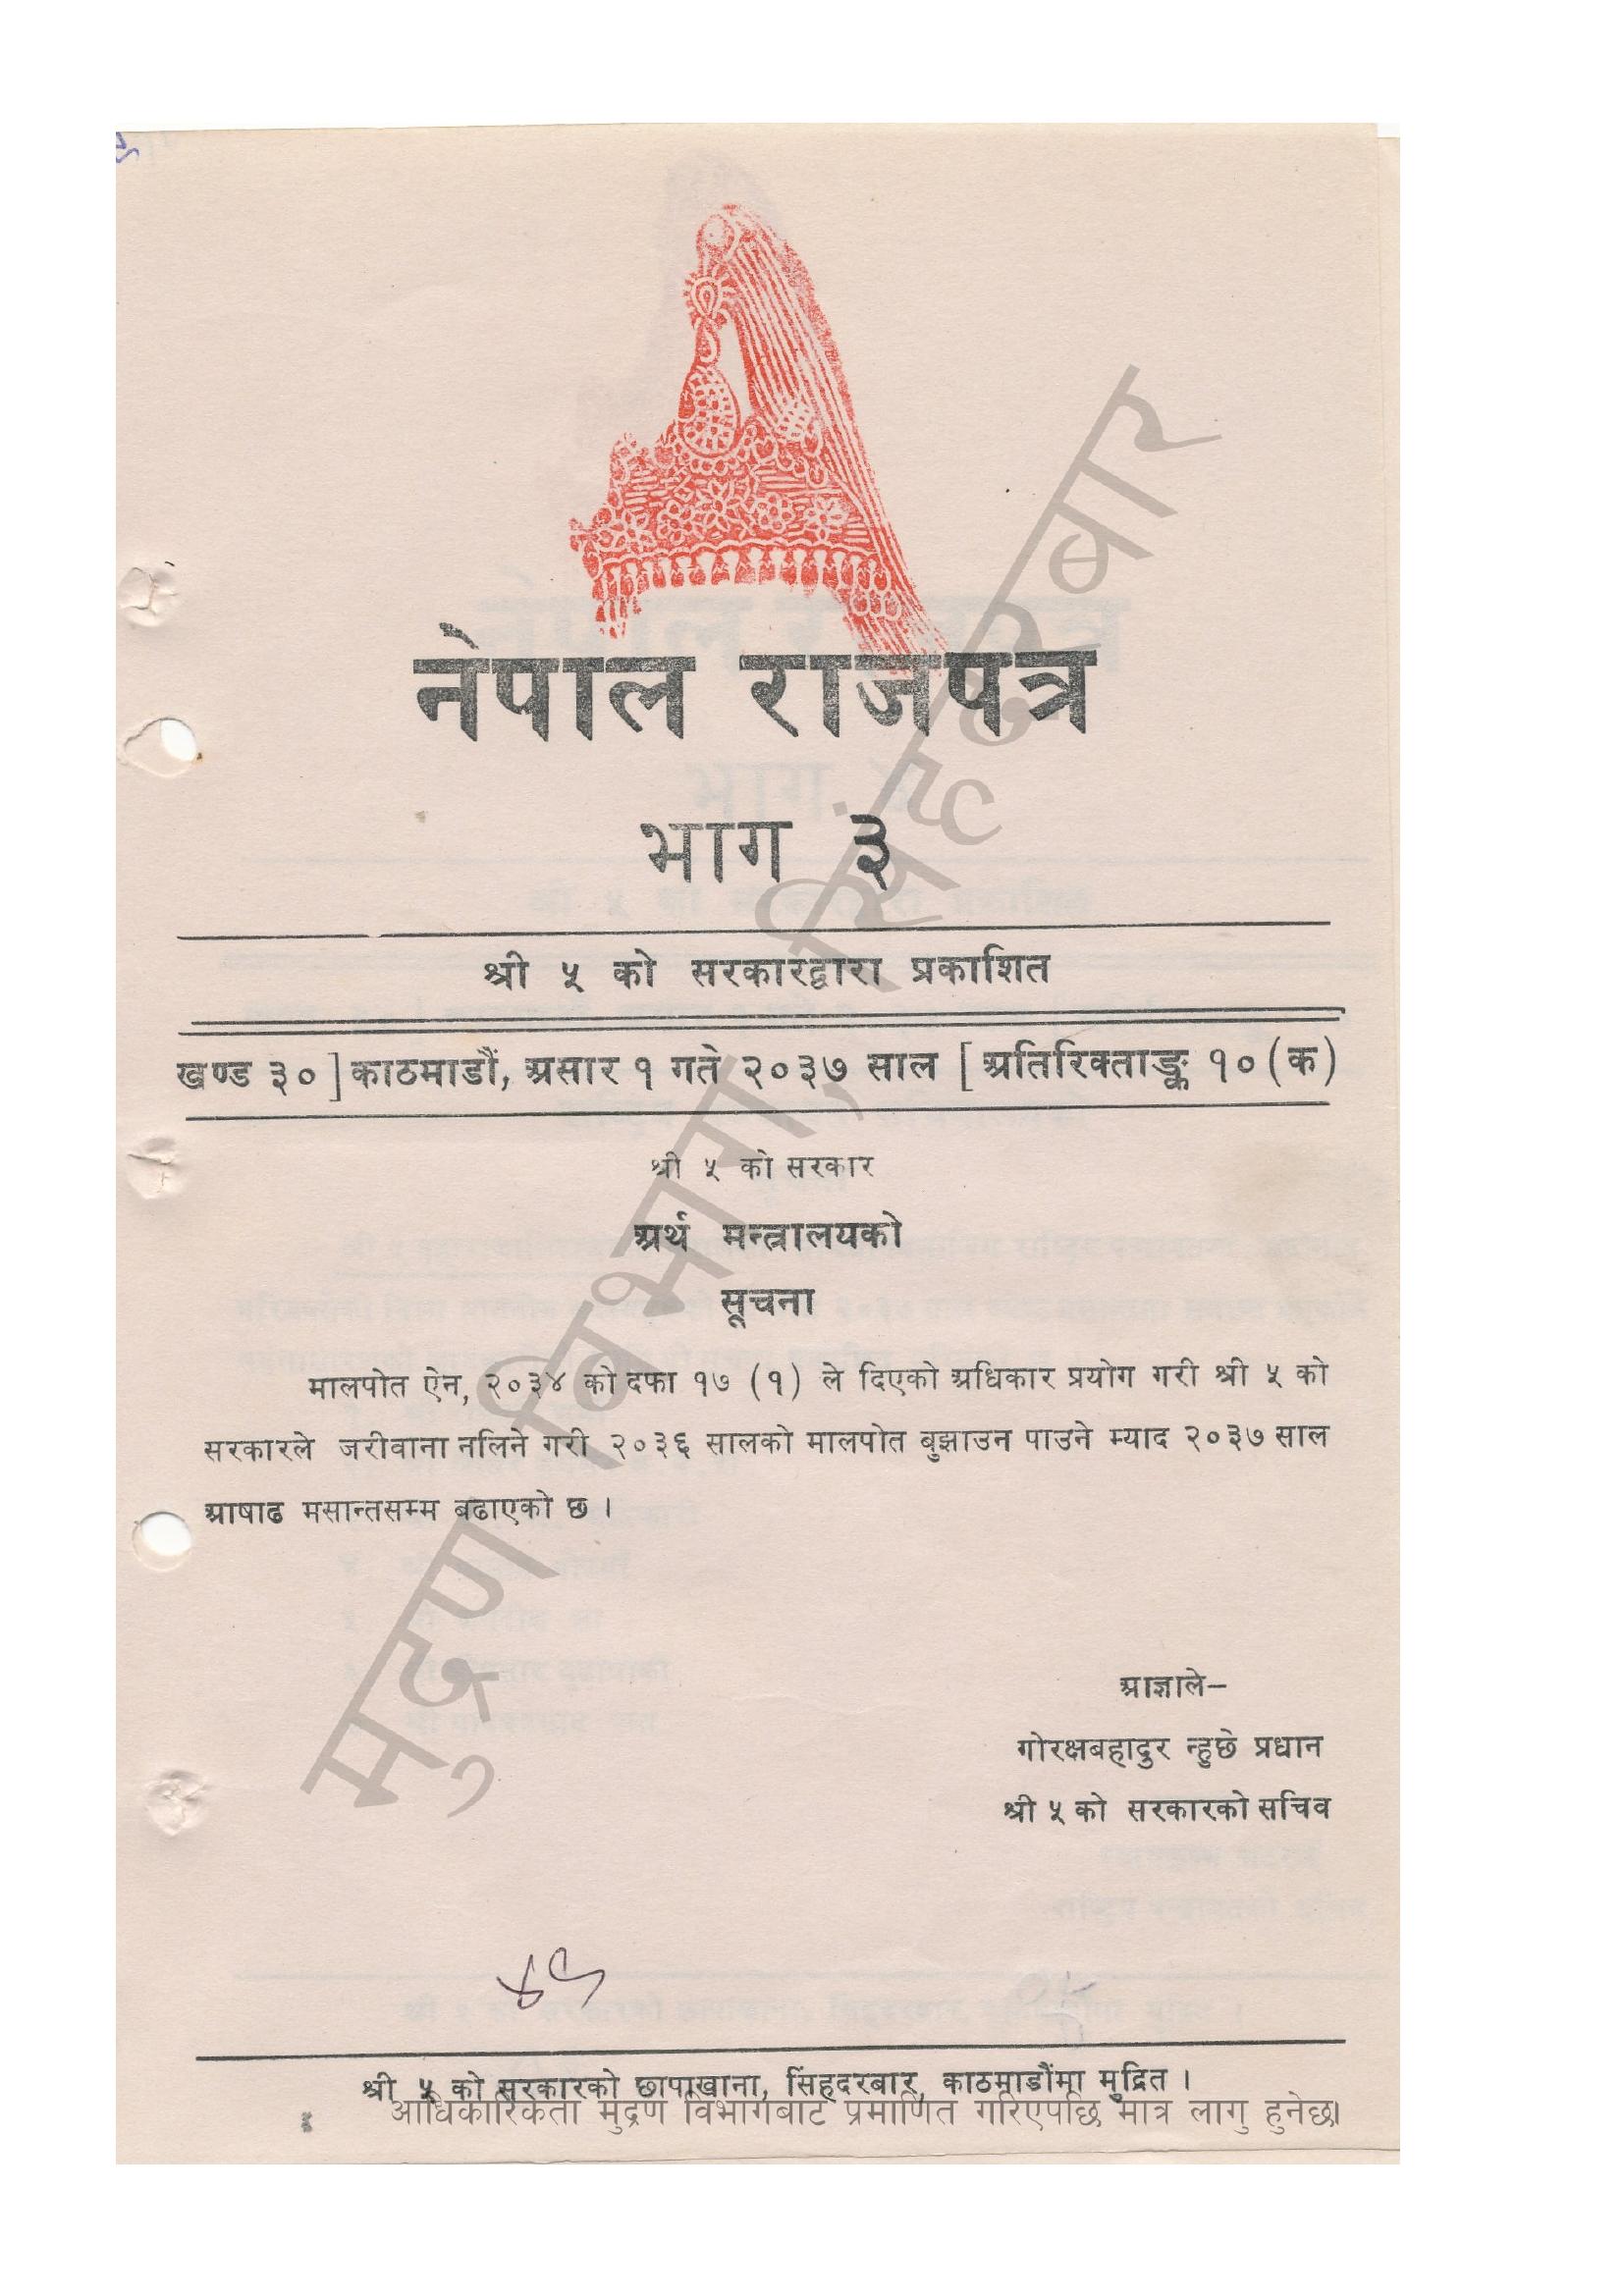 नेपाल राजपत्र
भाग ३
श्री ५ को सरकारद्वारा प्रकाशित
खण्ड ३०] काठमाडौं, असार १ गते २०३७ साल [ अतिरिक्ताङ्क १० (क)
श्री ५ को सरकार
अर्थ मन्त्रालयको
सूचना
मालपोत ऐन, २०३४ को दफा १७ (१) ले दिएको अधिकार प्रयोग गरी श्री ५ को
सरकारले जरीवाना नलिने गरी २०३६ सालको मालपोत बुझाउन पाउने म्याद २०३७ साल
आषाढ मसान्तसम्म बढाएको छ ।
आज्ञाले–
गोरक्षबहादुर न्हुछे प्रधान
श्री ५ को सरकारको सचिव
श्री ५ को सरकारको छापाखाना, सिंहदरबार, काठमाडौंमा मुद्रित ।
आधिकारिकता मुद्रण विभागबाट प्रमाणित गरिएपछि मात्र लागु हुनेछ।
मुद्रण विभाग, सिंहदरबार